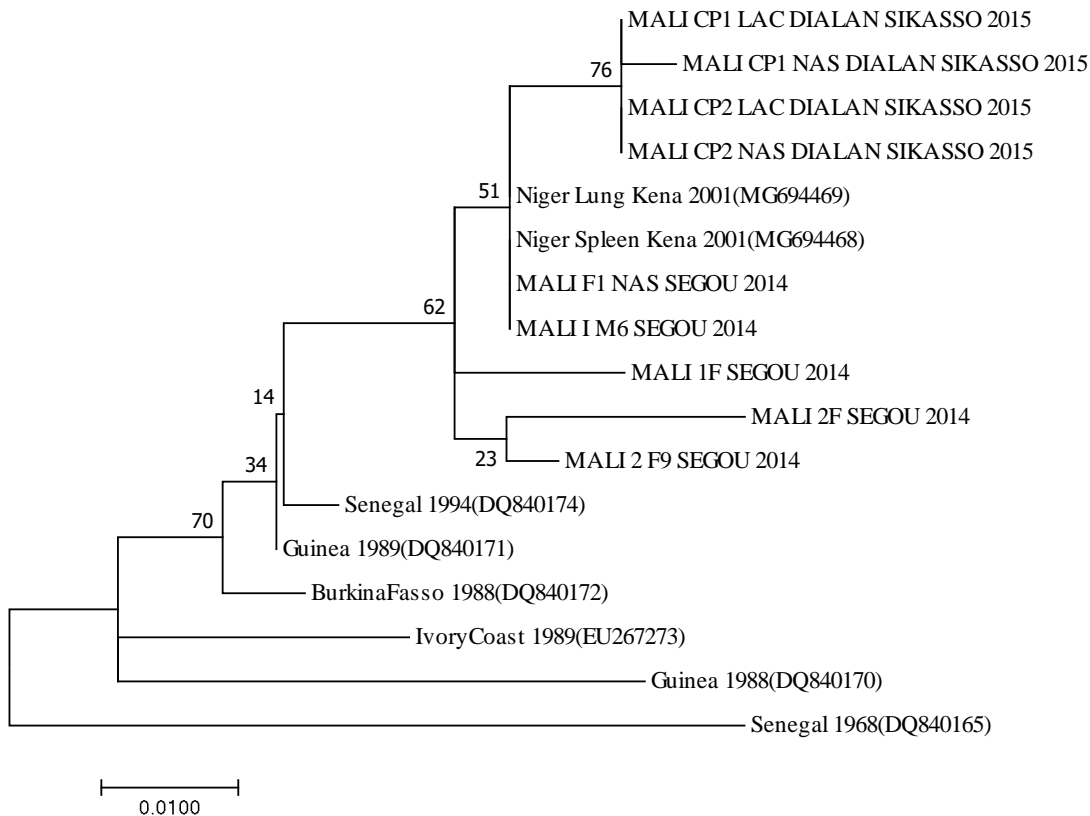 MALI CP1 LAC DIALAN SIKASSO 2015
MALI CP1 NAS DIALAN SIKASSO 2015
76
MALI CP2 LAC DIALAN SIKASSO 2015
MALI CP2 NAS DIALAN SIKASSO 2015
51
Niger Lung Kena 2001(MG694469)
Niger Spleen Kena 2001(MG694468)
MALI F1 NAS SEGOU 2014
62
MALI I M6 SEGOU 2014
MALI 1F SEGOU 2014
14
MALI 2F SEGOU 2014
23
MALI 2 F9 SEGOU 2014
34
Senegal 1994(DQ840174)
70
Guinea 1989(DQ840171)
BurkinaFasso 1988(DQ840172)
IvoryCoast 1989(EU267273)
Guinea 1988(DQ840170)
Senegal 1968(DQ840165)
0.0100